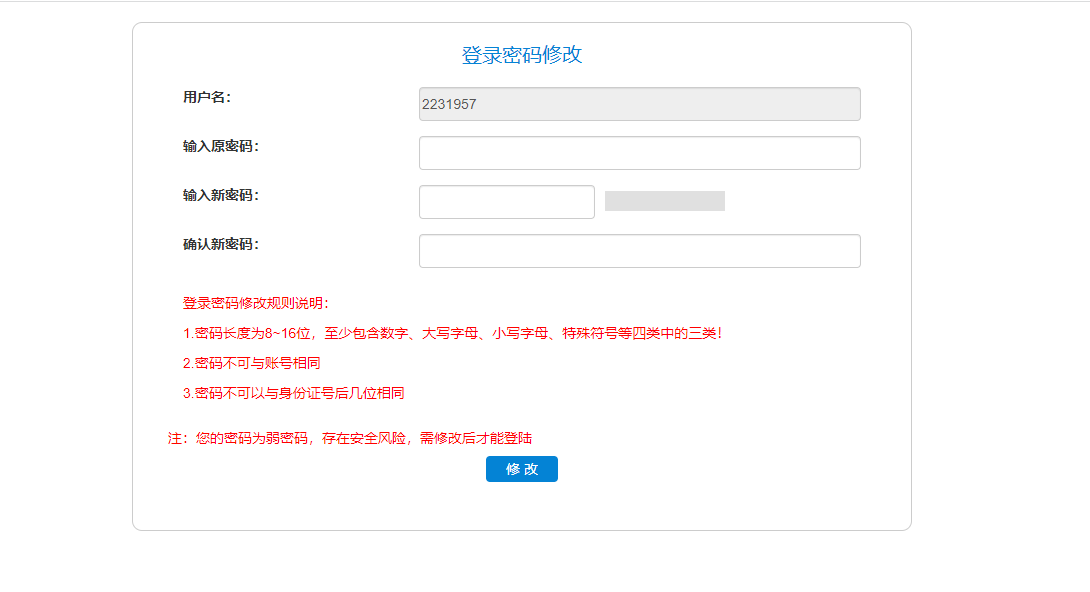 登录密码修改
用户名：
2231957
输入原密码：
输入新密码：
确认新密码：
登录密码修改规则说明：
1.密码长度为8~16位，至少包含数字、大写字母、小写字母、特殊符号等四类中的三类！
2.密码不可与账号相同
3.密码不可以与身份证号后几位相同
注：您的密码为弱密码，存在安全风险，需修改后才能登陆
修 改